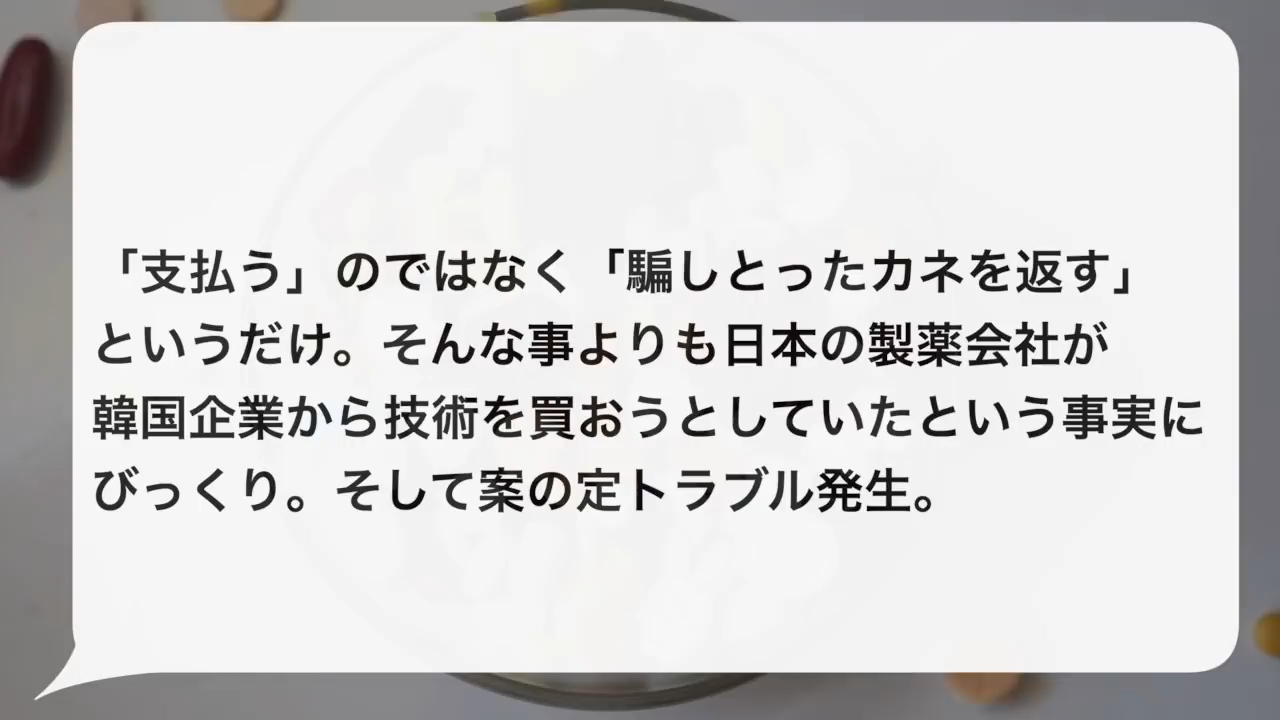 「支払う」のではなく「騙しとったカネを返す」
というだけ。そんな事よりも日本の製薬会社が
韓国企業から技術を買おうとしていたという事実に
びっくり。そして案の定トラブル発生。